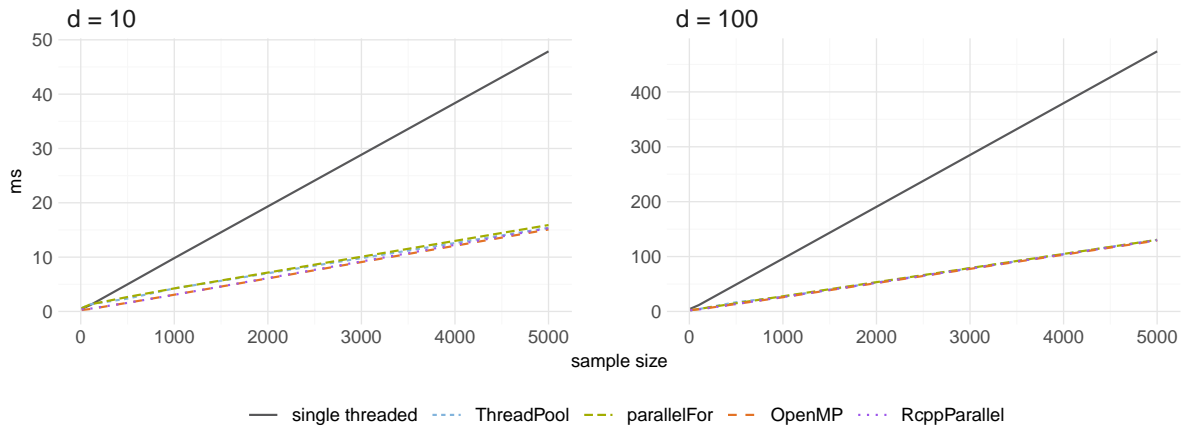 d = 10
d = 100
50
40
30
20
10
0
ms
400
300
200
100
0
0 1000 2000 3000 4000 5000
0 1000 2000 3000 4000 5000
sample size
single threaded ThreadPool parallelFor OpenMP RcppParallel